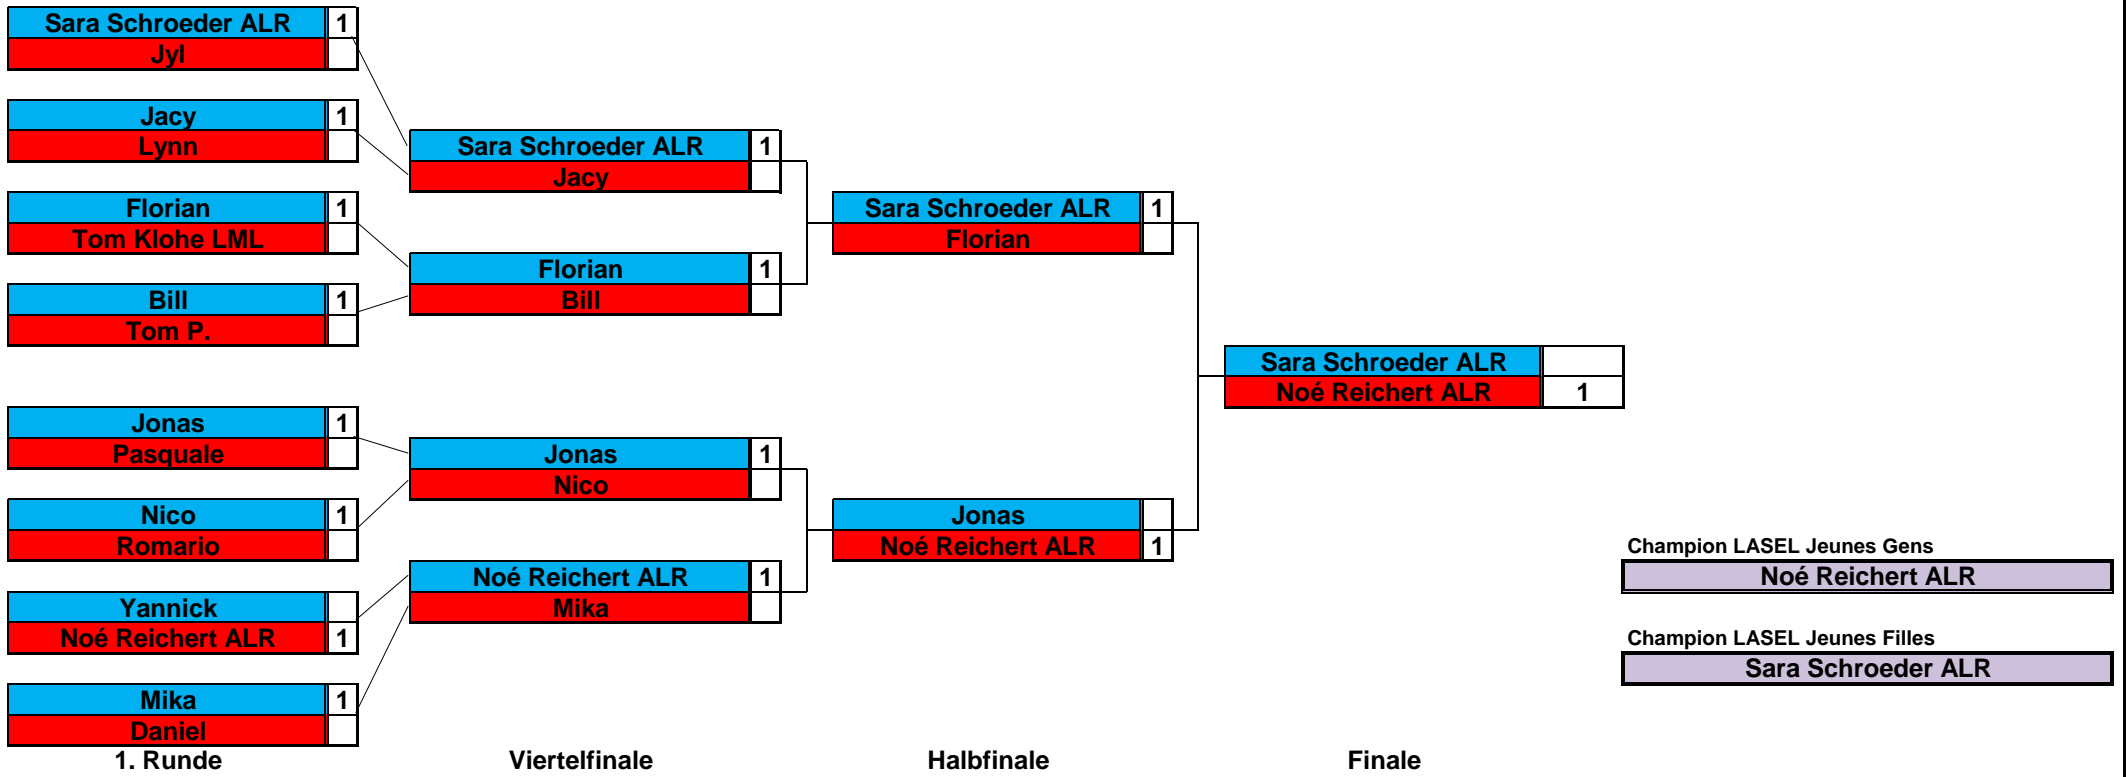 Sara Schroeder ALR 1
Jyl
Jacy 1
Lynn
Florian 1
Tom Klohe LML
Bill 1
Tom P.
Jonas 1
Pasquale
Nico 1
Romario
Yannick
Noé Reichert ALR 1
Mika 1
Daniel
1. Runde
Sara Schroeder ALR 1
Jacy
Florian 1
Bill
Jonas 1
Nico
Noé Reichert ALR 1
Mika
Viertelfinale
Sara Schroeder ALR 1
Florian
Jonas
Noé Reichert ALR 1
Halbfinale
Sara Schroeder ALR
Noé Reichert ALR 1
Finale
Champion LASEL Jeunes Gens
Noé Reichert ALR
Champion LASEL Jeunes Filles
Sara Schroeder ALR